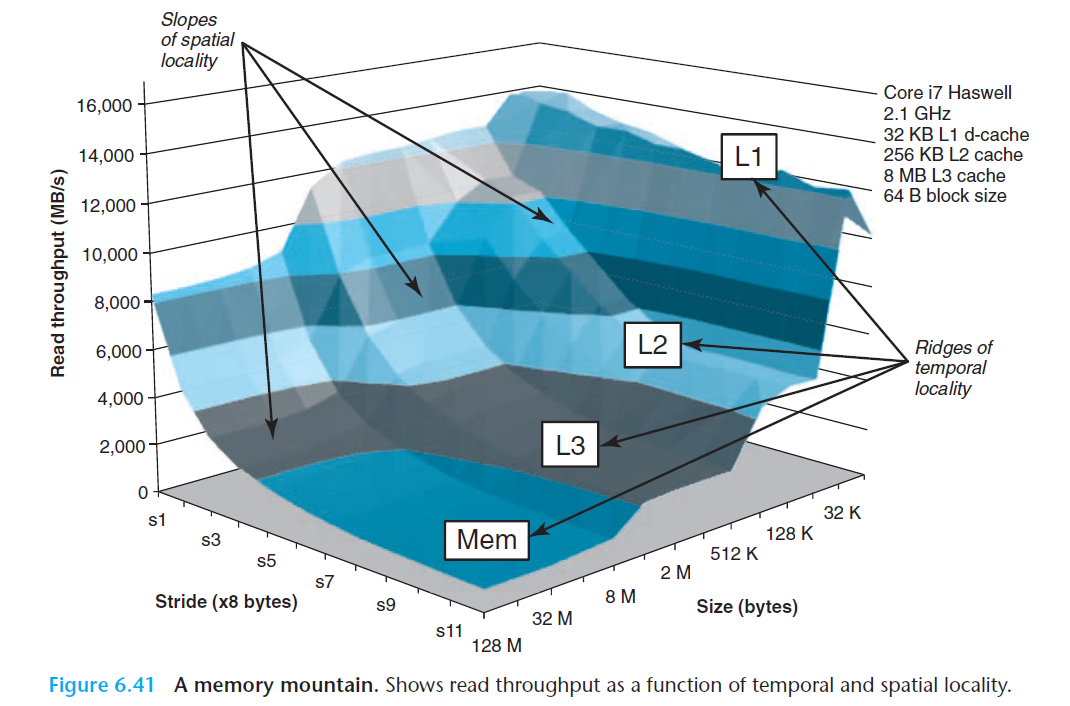 Slopes
of spatial
locality
16,000
14,000
12,000
10,000
8,000
6,000
4,000
2,000
0
Read throughput (MB/s)
Core i7 Haswell
2.1 GHz
32 KB L1 d-cache
256 KB L2 cache
8 MB L3 cache
64 B block size
L1
L2
L3
Mem
Ridges of
temporal
locality
s1
s3
s5
s7
s9
s11
Stride (x8 bytes)
128 M
32 M
8 M
2 M
512 K
128 K
32 K
Size (bytes)
Figure 6.41 A memory mountain. Shows read throughput as a function of temporal and spatial locality.